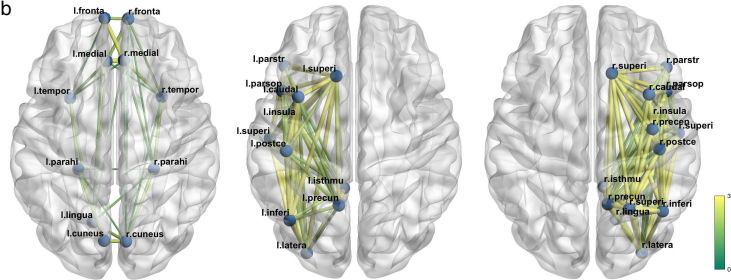 b
l.fronta r.fronta
l.medial r.medial
l.tempor r.tempor
l.parahi r.parahi
l.lingua
l.cuneus r.cuneus
l.parstr
l.superi
l.parsop
l.caudal
l.insula
l.superi
l.postce
l.isthmu
l.precun
l.inferi
l.latera
r.parstr
r.superi
r.parsop
r.caudal
r.insula
r.precen
r.superi
r.postce
r.isthmu
r.precun
r.superi
r.inferi
r.lingua
r.latera
3
0